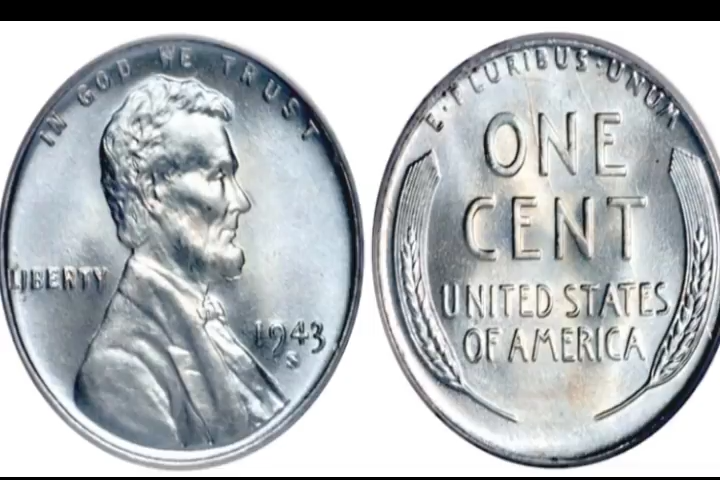 IN GOD WE TRUST
LIBERTY
1943
S
E·PLURIBUS·UNUM
ONE
CENT
UNITED STATES
OF AMERICA